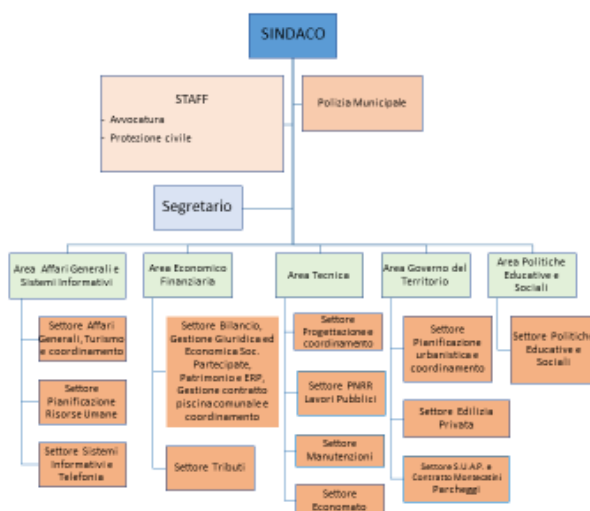 SINDACO
STAFF
- Avvocatura
- Protezione civile
Polizia Municipale
Segretario
Area Affari Generali e
Sistemi Informativi
Area Economico
Finanziaria
Area Tecnica
Area Governo del
Territorio
Area Politiche
Educative e
Sociali
Settore Affari
Generali, Turismo
e coordinamento
Settore
Pianificazione
Risorse Umane
Settore Sistemi
Informativi e
Telefonia
Settore Bilancio,
Gestione Giuridica ed
Economica Soc.
Partecipate,
Patrimonio e ERP,
Gestione contratto
piscina comunale e
coordinamento
Settore Tributi
Settore
Progettazione e
coordinamento
Settore PNRR
Lavori Pubblici
Settore
Manutenzioni
Settore
Economato
Settore
Pianificazione
urbanistica e
coordinamento
Settore Edilizia
Privata
Settore S.U.A.P. e
Contratto Montecatini
Parcheggi
Settore Politiche
Educative e
Sociali